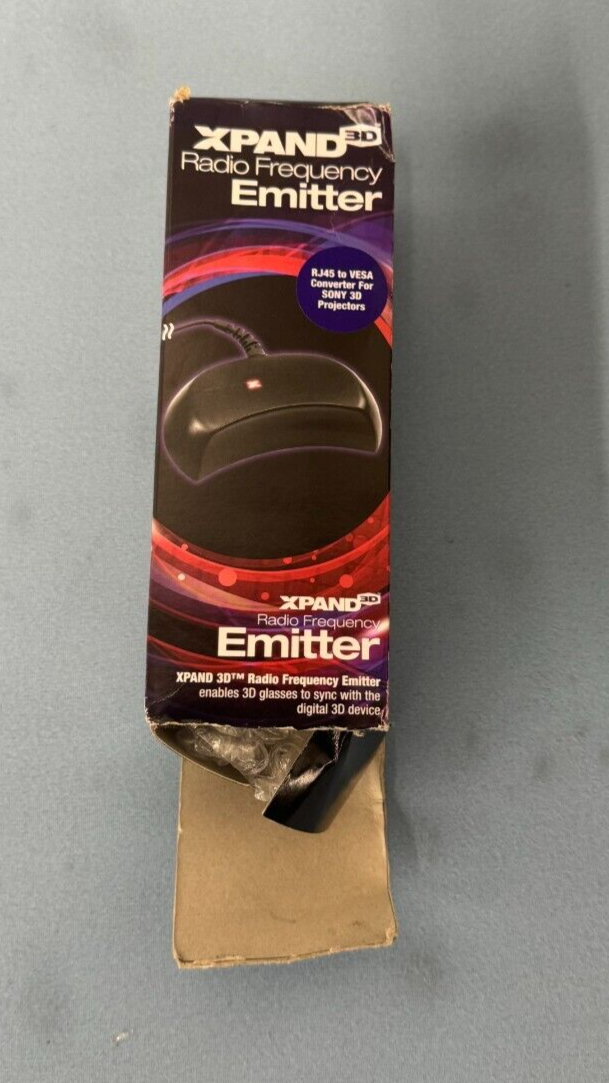 XPAND 3D
Radio Frequency
Emitter
RJ45 to VESA
Converter For
SONY 3D
Projectors
XPAND 3D
Radio Frequency
Emitter
XPAND 3D™ Radio Frequency Emitter
enables 3D glasses to sync with the
digital 3D device